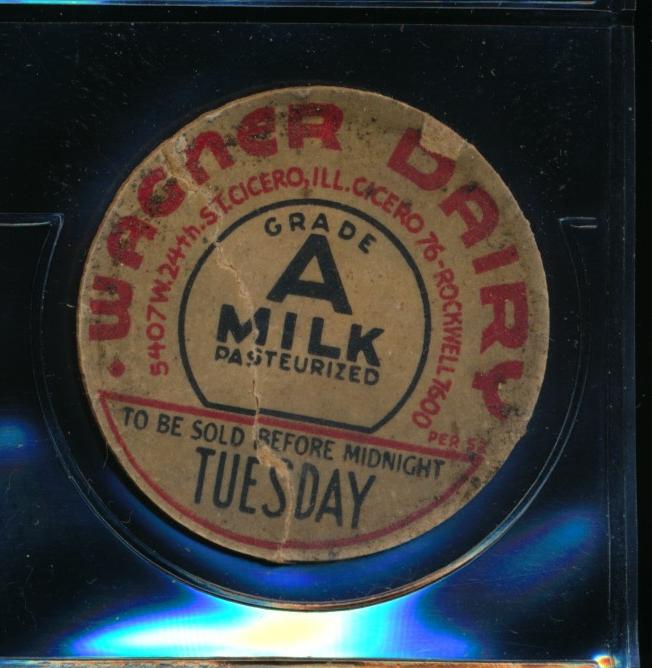 • WAGNER DAIRY
5407 W. 24th. ST. CICERO, ILL. CICERO 76-ROCKWELL 7600
GRADE
A
MILK
PASTEURIZED
PER
TO BE SOLD BEFORE MIDNIGHT
TUESDAY